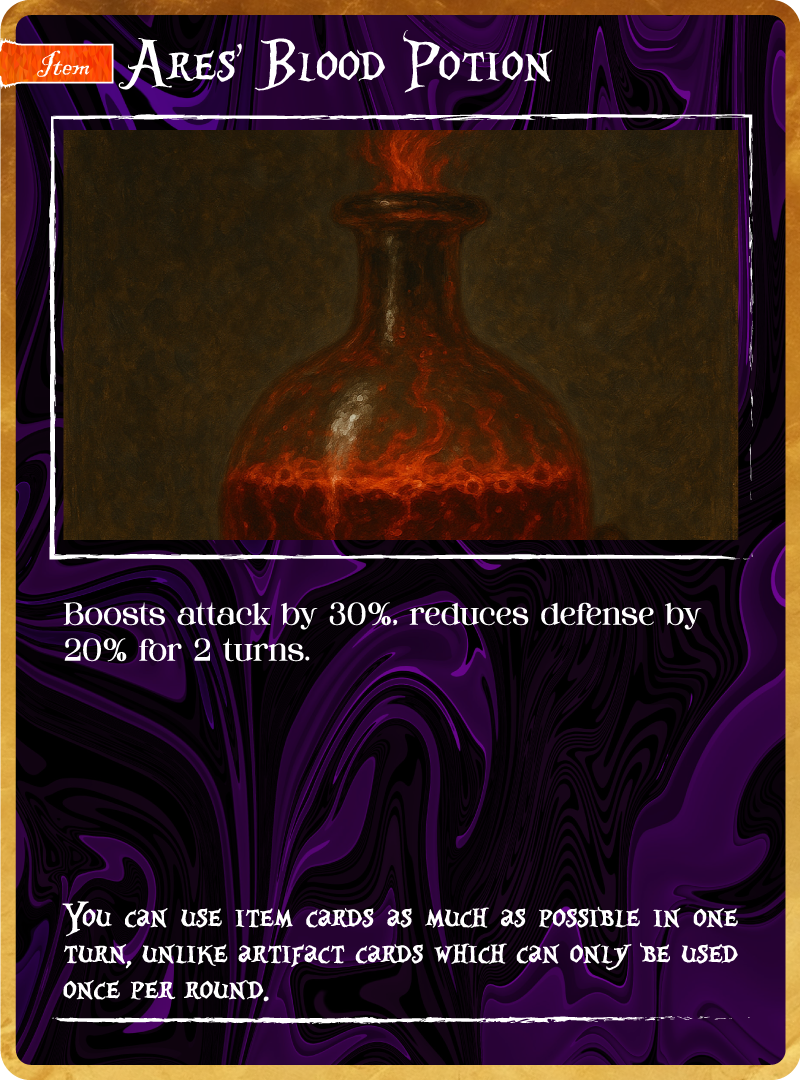 Item
Ares' Blood Potion
Boosts attack by 30%, reduces defense by
20% for 2 turns.
You can use item cards as much as possible in one
turn, unlike artifact cards which can only be used
once per round.